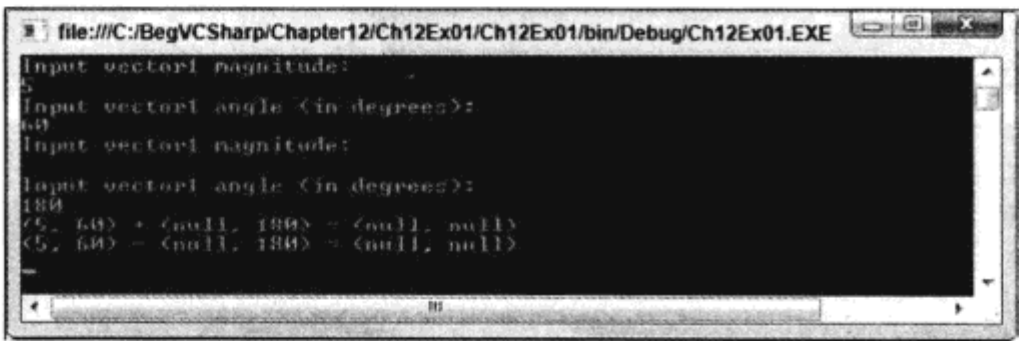 file:///C:/BegVCSharp/Chapter12/Ch12Ex01/Ch12Ex01/bin/Debug/Ch12Ex01.EXE
Input vector1 magnitude:
5
Input vector1 angle (in degrees):
60
Input vector1 magnitude:
Input vector1 angle (in degrees):
180
(5, 60) + (null, 180) = (null, null)
(5, 60) - (null, 180) = (null, null)